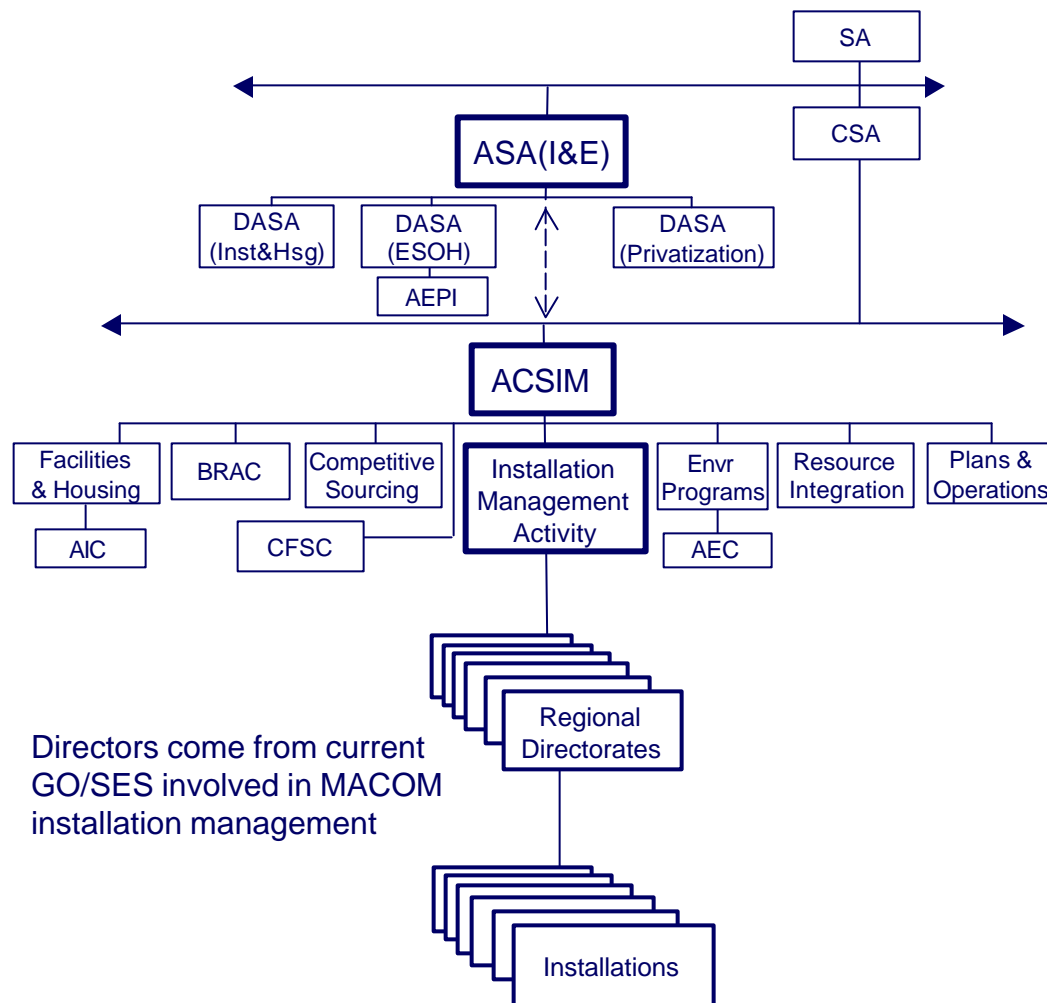 SA
CSA
ASA(I&E)
DASA
(Inst&Hsg)
DASA
(ESOH)
DASA
(Privatization)
AEPI
ACSIM
Facilities
& Housing
BRAC
Competitive
Sourcing
Installation
Management
Activity
Envr
Programs
Resource
Integration
Plans &
Operations
AIC
CFSC
AEC
Regional
Directorates
Directors come from current
GO/SES involved in MACOM
installation management
Installations